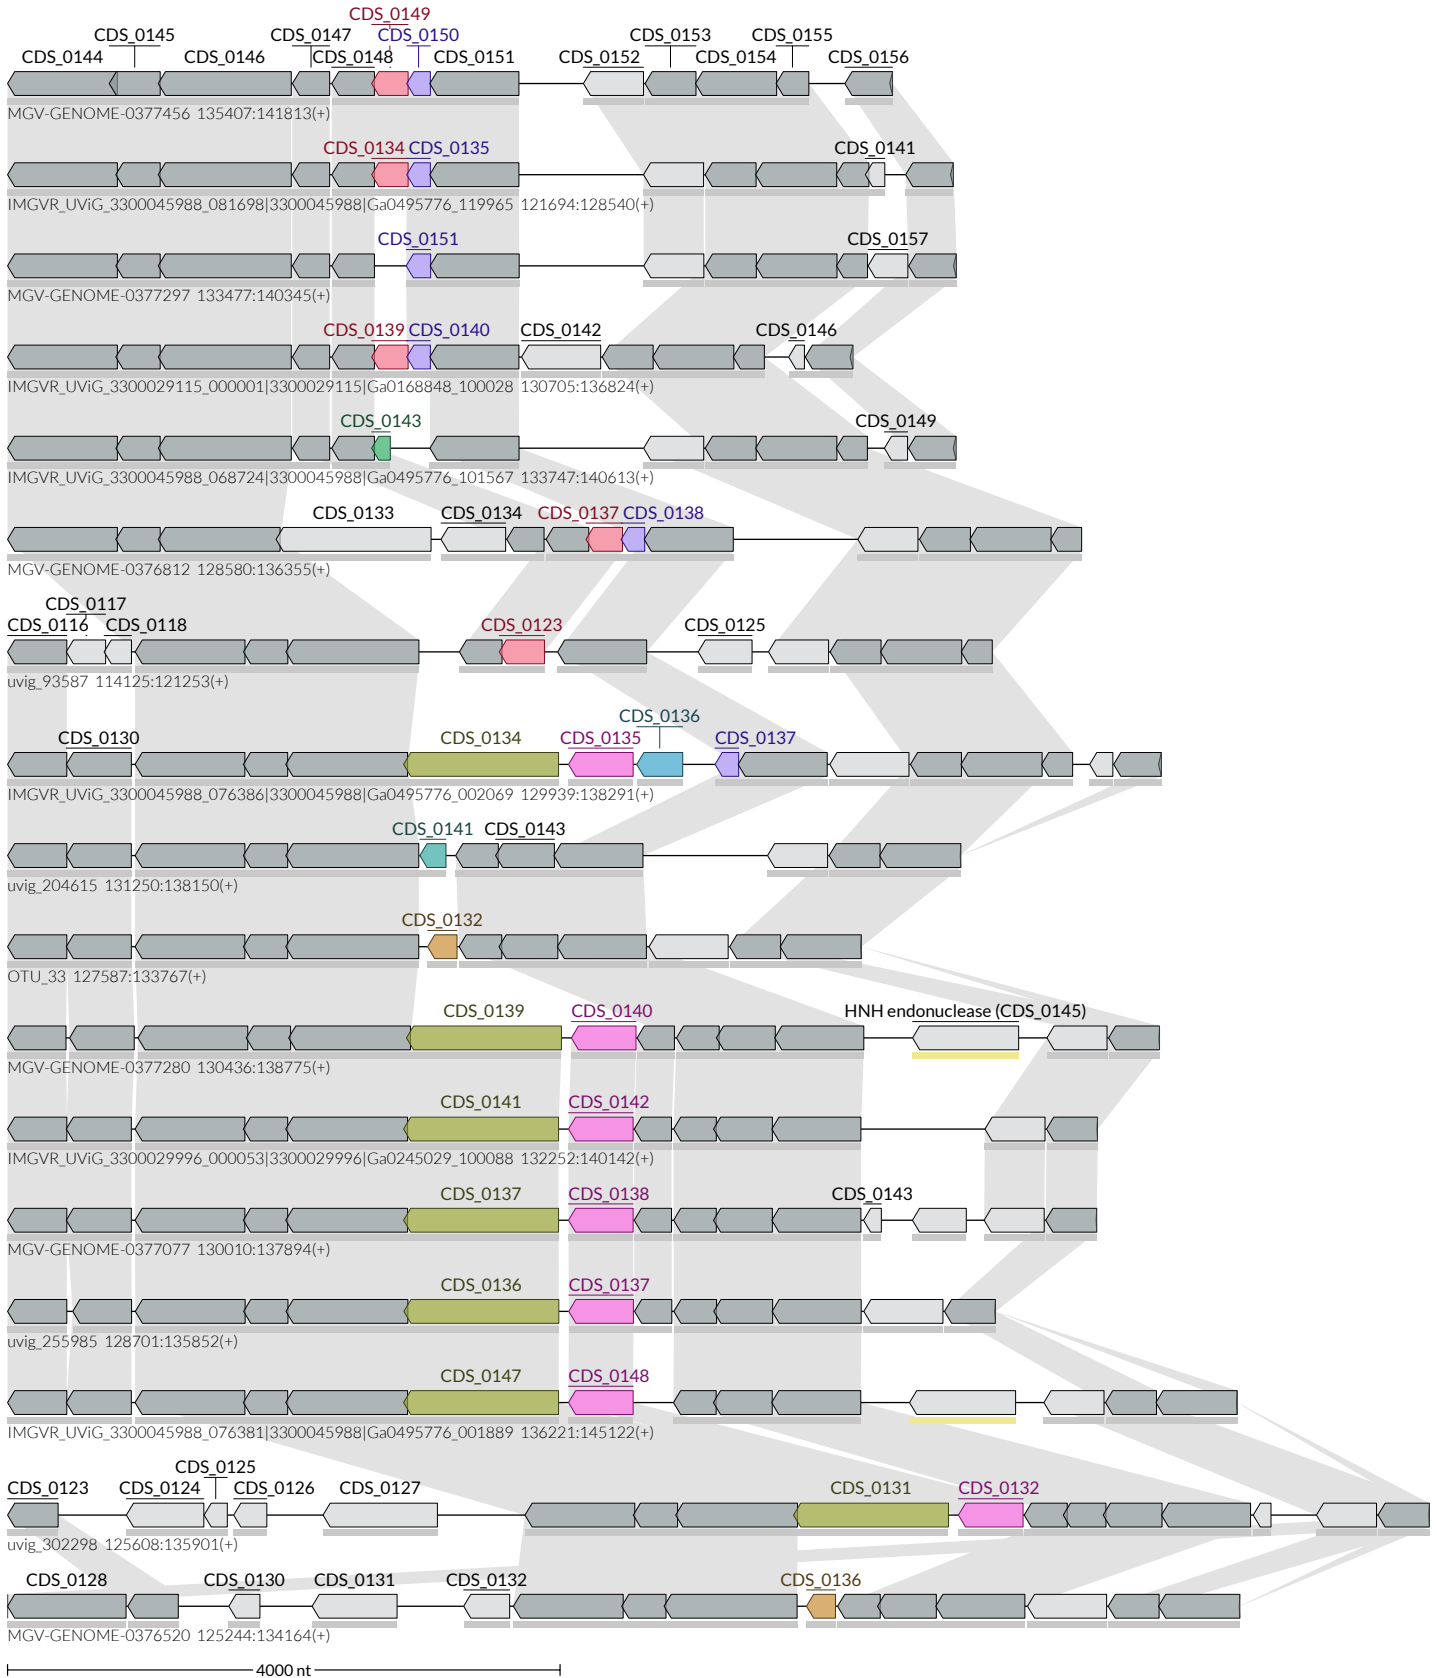 CDS_0149
CDS_0145 CDS_0147 CDS_0150 CDS_0153 CDS_0155
CDS_0144 CDS_0146 CDS_0148 CDS_0151 CDS_0152 CDS_0154 CDS_0156
MGV-GENOME-0377456 135407:141813(+)
CDS_0134 CDS_0135 CDS_0141
IMGVR_UViG_3300045988_081698|3300045988|Ga0495776_119965 121694:128540(+)
CDS_0151 CDS_0157
MGV-GENOME-0377297 133477:140345(+)
CDS_0139 CDS_0140 CDS_0142 CDS_0146
IMGVR_UViG_3300029115_000001|3300029115|Ga0168848_100028 130705:136824(+)
CDS_0143 CDS_0149
IMGVR_UViG_3300045988_068724|3300045988|Ga0495776_101567 133747:140613(+)
CDS_0133 CDS_0134 CDS_0137 CDS_0138
MGV-GENOME-0376812 128580:136355(+)
CDS_0117
CDS_0116 CDS_0118 CDS_0123 CDS_0125
uvig_93587 114125:121253(+)
CDS_0136
CDS_0130 CDS_0134 CDS_0135 CDS_0137
IMGVR_UViG_3300045988_076386|3300045988|Ga0495776_002069 129939:138291(+)
CDS_0141 CDS_0143
uvig_204615 131250:138150(+)
CDS_0132
OTU_33 127587:133767(+)
CDS_0139 CDS_0140 HNH endonuclease (CDS_0145)
MGV-GENOME-0377280 130436:138775(+)
CDS_0141 CDS_0142
IMGVR_UViG_3300029996_000053|3300029996|Ga0245029_100088 132252:140142(+)
CDS_0137 CDS_0138 CDS_0143
MGV-GENOME-0377077 130010:137894(+)
CDS_0136 CDS_0137
uvig_255985 128701:135852(+)
CDS_0147 CDS_0148
IMGVR_UViG_3300045988_076381|3300045988|Ga0495776_001889 136221:145122(+)
CDS_0125
CDS_0123 CDS_0124 CDS_0126 CDS_0127 CDS_0131 CDS_0132
uvig_302298 125608:135901(+)
CDS_0128 CDS_0130 CDS_0131 CDS_0132 CDS_0136
MGV-GENOME-0376520 125244:134164(+)
4000 nt